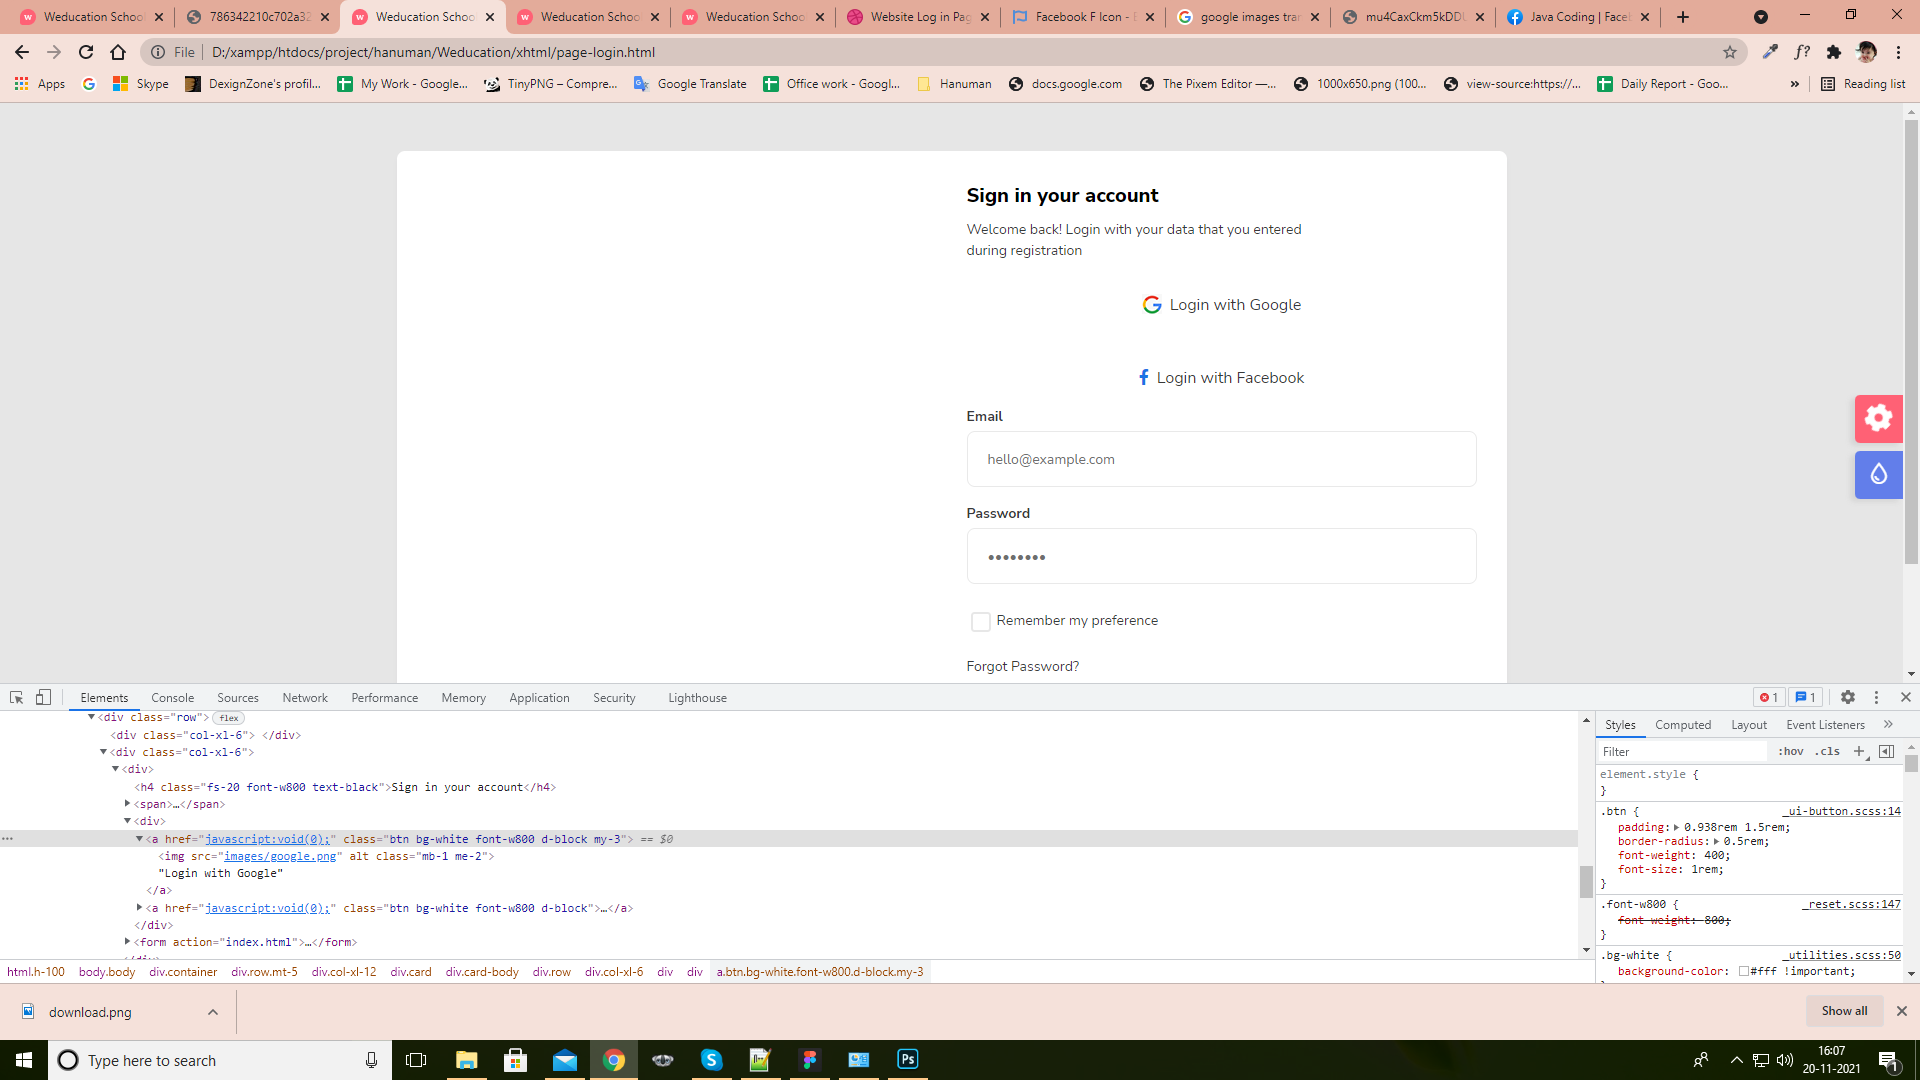 Weducation Schoo
786342210c702a32
Weducation Schoo
Weducation Schoo
Weducation Schoo
Website Log in Pag
Facebook F Icon - 
google images tran
mu4CaxCkm5kDDU
Java Coding | Face
File
D:/xampp/htdocs/project/hanuman/Weducation/xhtml/page-login.html
f?
Apps
Skype
DexignZone's profil...
My Work - Google...
TinyPNG – Compre...
Google Translate
Office work - Googl...
Hanuman
docs.google.com
The Pixem Editor —...
1000x650.png (100...
view-source:https://...
Daily Report - Goo...
»
Reading list
Sign in your account
Welcome back! Login with your data that you entered
during registration
Login with Google
Login with Facebook
Email
hello@example.com
Password
••••••••
Remember my preference
Forgot Password?
Elements Console Sources Network Performance Memory Application Security Lighthouse
1
1
<div class="row"> flex
<div class="col-xl-6"> </div>
<div class="col-xl-6">
<div>
<h4 class="fs-20 font-w800 text-black">Sign in your account</h4>
<span>…</span>
<div>
<a href="javascript:void(0);" class="btn bg-white font-w800 d-block my-3"> == $0
<img src="images/google.png" alt class="mb-1 me-2">
"Login with Google"
</a>
<a href="javascript:void(0);" class="btn bg-white font-w800 d-block">…</a>
</div>
<form action="index.html">…</form>
</div>
html.h-100 body.body div.container div.row.mt-5 div.col-xl-12 div.card div.card-body div.row div.col-xl-6 div div a.btn.bg-white.font-w800.d-block.my-3
Styles Computed Layout Event Listeners »
Filter :hov .cls +
element.style {
}
.btn { _ui-button.scss:14
padding: 0.938rem 1.5rem;
border-radius: 0.5rem;
font-weight: 400;
font-size: 1rem;
}
.font-w800 { _reset.scss:147
font-weight: 800;
}
.bg-white { _utilities.scss:50
background-color: #fff !important;
download.png
Show all
Type here to search
Ps
16:07
20-11-2021
1